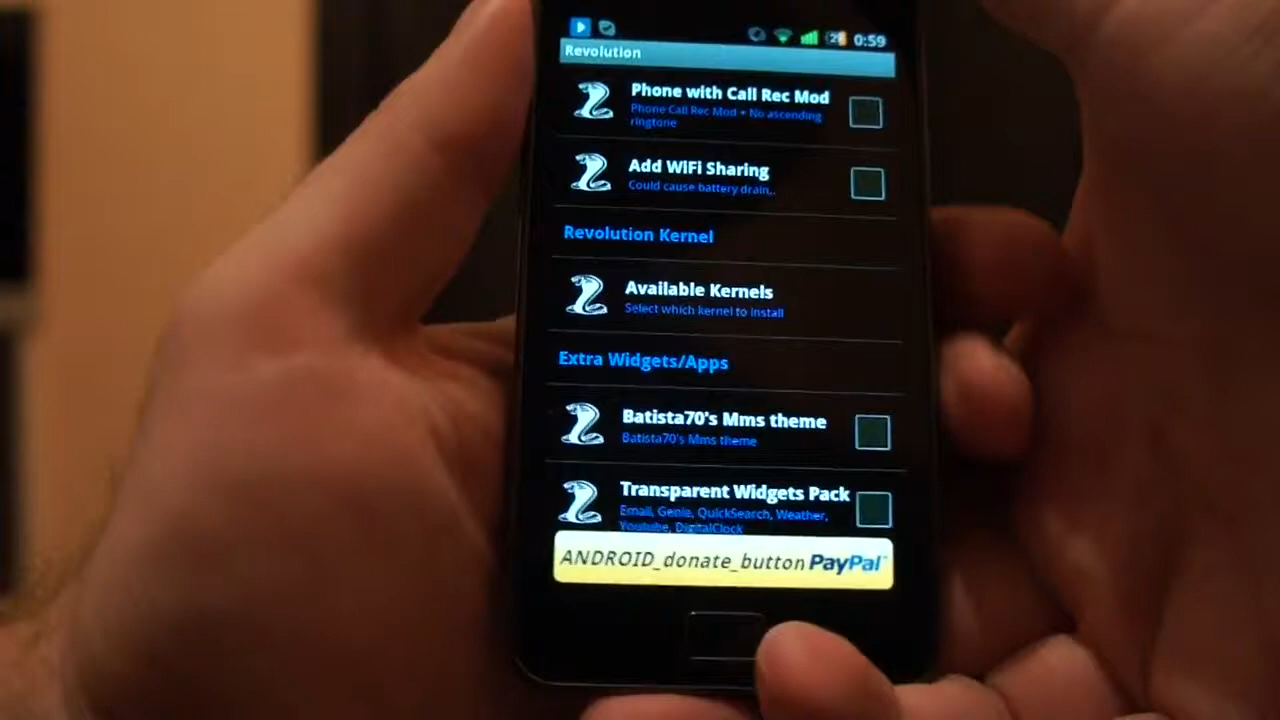 0:59
Revolution
Phone with Call Rec Mod
Phone Call Rec Mod + No ascending
ringtone
Add WiFi Sharing
Could cause battery drain..
Revolution Kernel
Available Kernels
Select which kernel to install
Extra Widgets/Apps
Batista70's Mms theme
Batista70's Mms theme
Transparent Widgets Pack
Email, Genie, QuickSearch, Weather,
Youtube, DigitalClock
ANDROID_donate_button PayPal